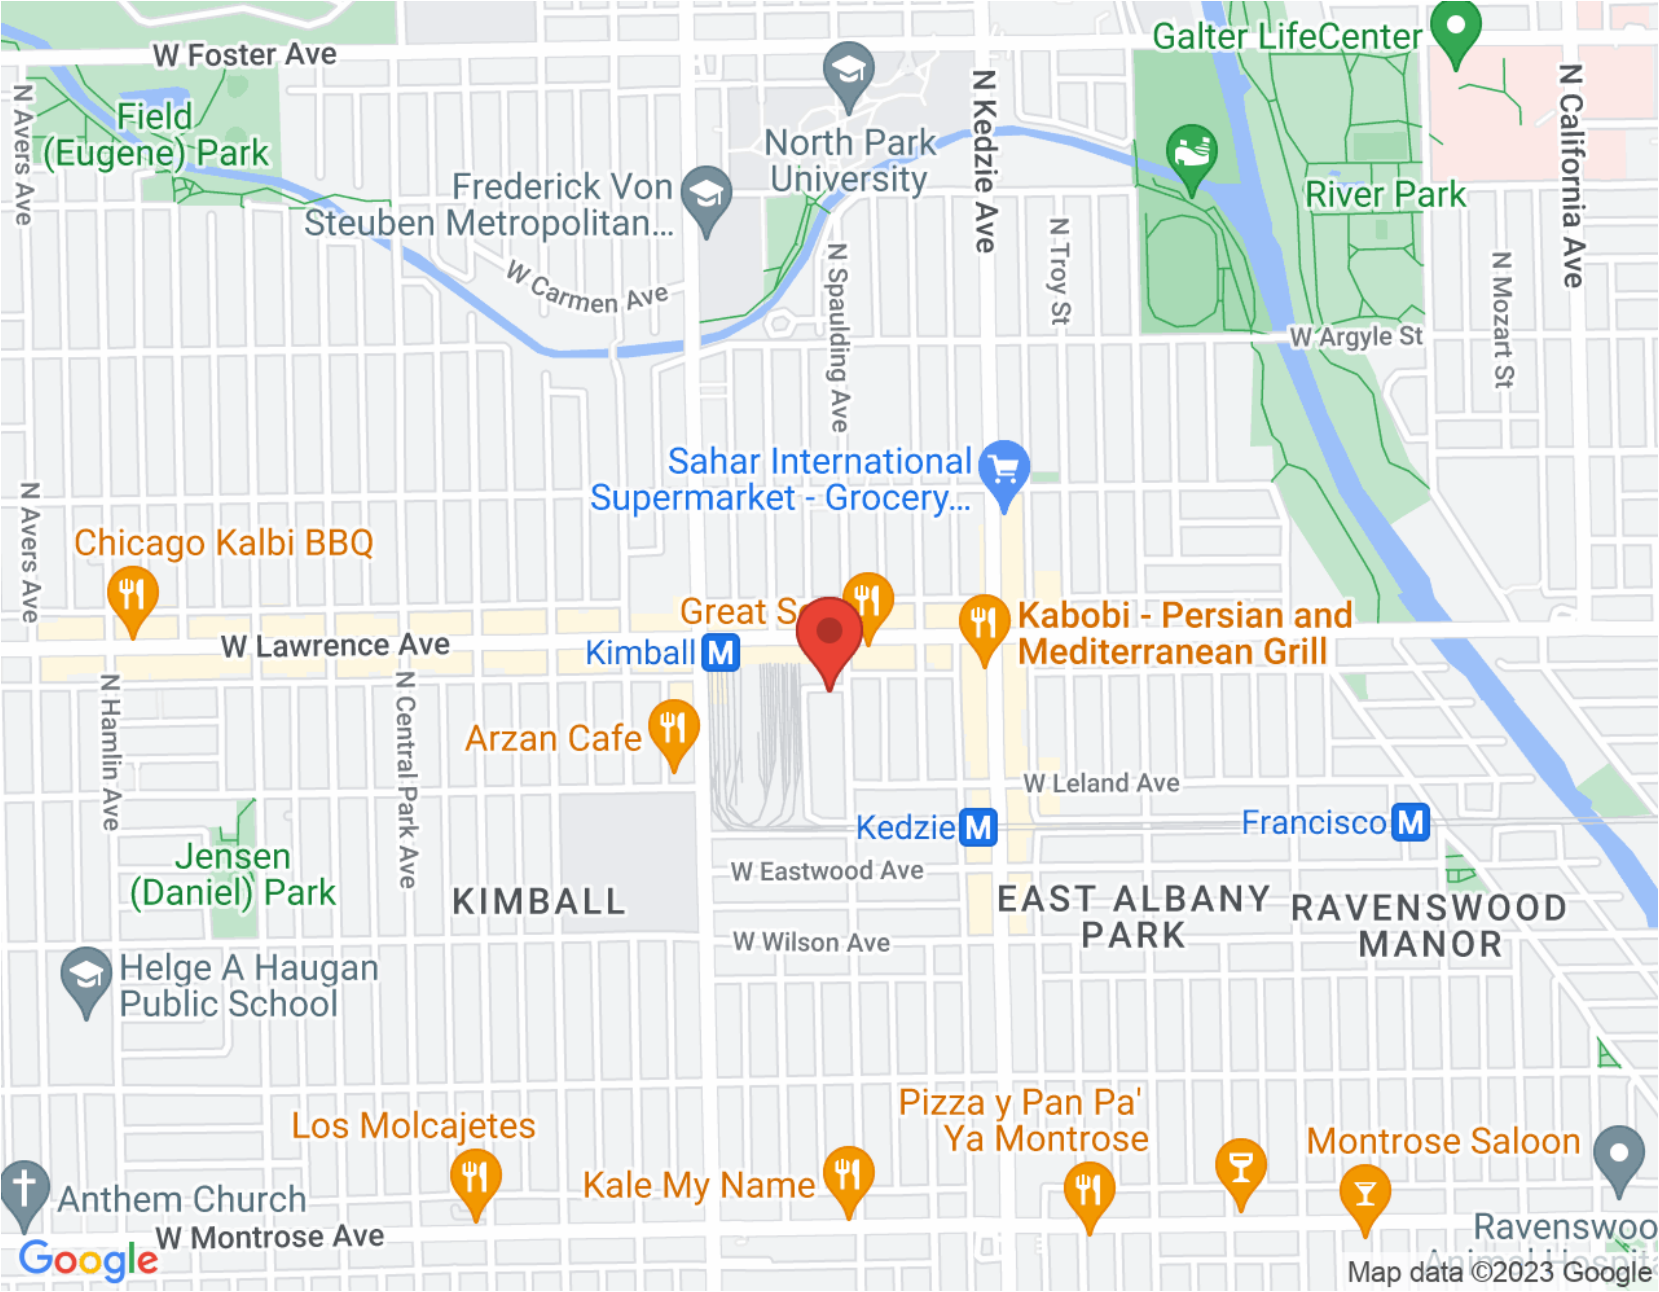 W Foster Ave
Galter LifeCenter
N Avers Ave
Field
(Eugene) Park
N Kedzie Ave
N California Ave
North Park
University
Frederick Von
Steuben Metropolitan...
River Park
W Carmen Ave
N Spaulding Ave
N Troy St
N Mozart St
W Argyle St
Sahar International
Supermarket - Grocery...
N Avers Ave
Chicago Kalbi BBQ
Great
Kabobi - Persian and
Mediterranean Grill
W Lawrence Ave
Kimball M
N Hamlin Ave
N Central Park Ave
Arzan Cafe
W Leland Ave
Kedzie M
Francisco M
Jensen
(Daniel) Park
W Eastwood Ave
KIMBALL
EAST ALBANY
PARK
RAVENSWOOD
MANOR
W Wilson Ave
Helge A Haugan
Public School
Los Molcajetes
Pizza y Pan Pa'
Ya Montrose
Montrose Saloon
Kale My Name
Anthem Church
W Montrose Ave
Ravenswoo
Google
Map data ©2023 Google